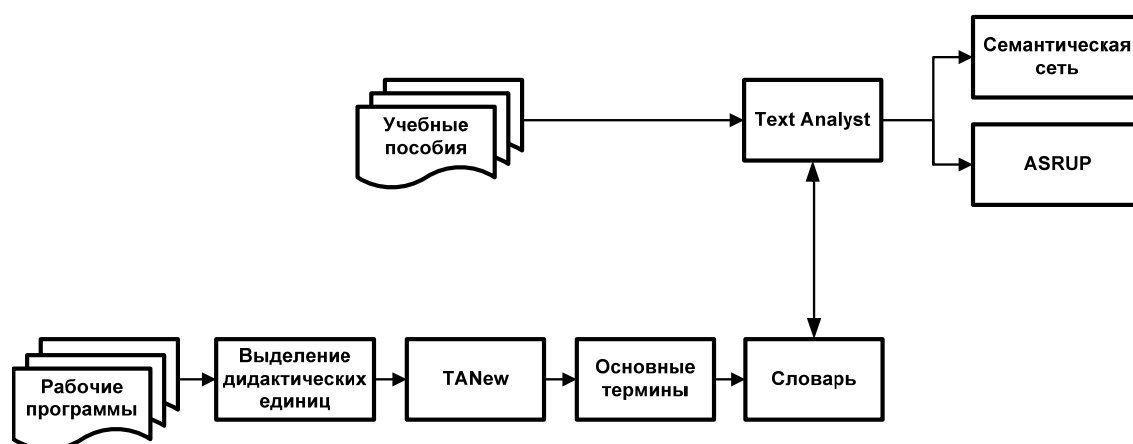 Семантическая
сеть
Учебные
пособия
Text Analyst
ASRUP
Рабочие
программы
Выделение
дидактических
единиц
TANew
Основные
термины
Словарь